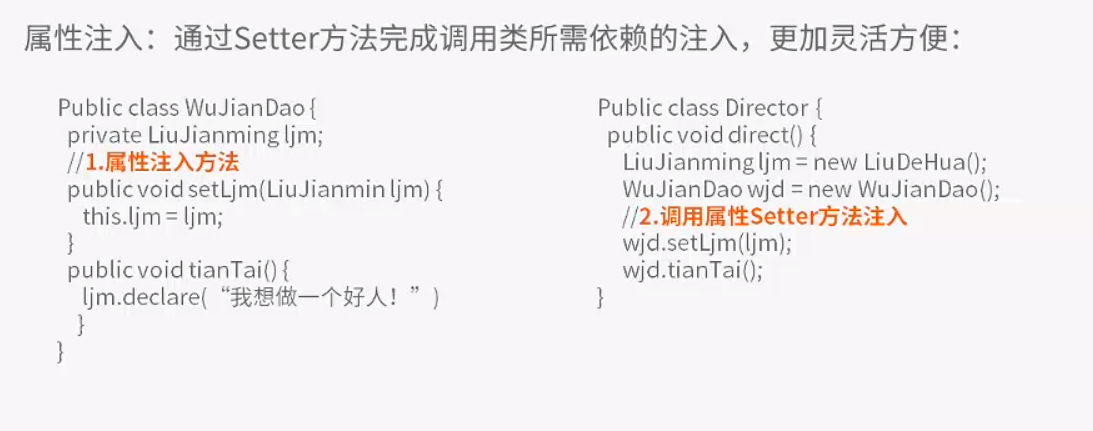 属性注入：通过Setter方法完成调用类所需依赖的注入，更加灵活方便：
Public class WuJianDao {
private LiuJianming ljm;
//1.属性注入方法
public void setLjm(LiuJianmin ljm) {
this.ljm = ljm;
}
public void tianTai() {
ljm.declare(“我想做一个好人！”)
}
}
Public class Director {
public void direct() {
LiuJianming ljm = new LiuDeHua();
WuJianDao wjd = new WuJianDao();
//2.调用属性Setter方法注入
wjd.setLjm(ljm);
wjd.tianTai();
}